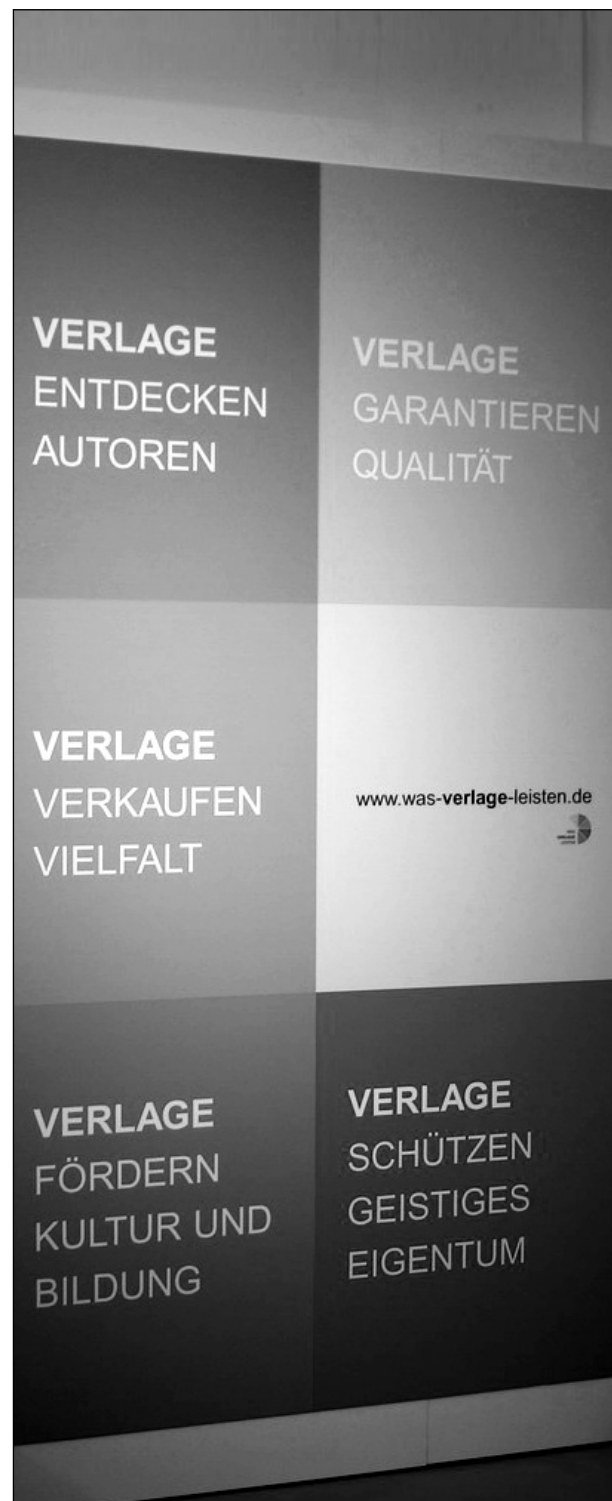 VERLAGE
ENTDECKEN
AUTOREN
VERLAGE
GARANTIEREN
QUALITÄT
VERLAGE
VERKAUFEN
VIELFALT
www.was-verlage-leisten.de
VERLAGE
FÖRDERN
KULTUR UND
BILDUNG
VERLAGE
SCHÜTZEN
GEISTIGES
EIGENTUM